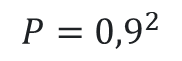 P = 0,9²